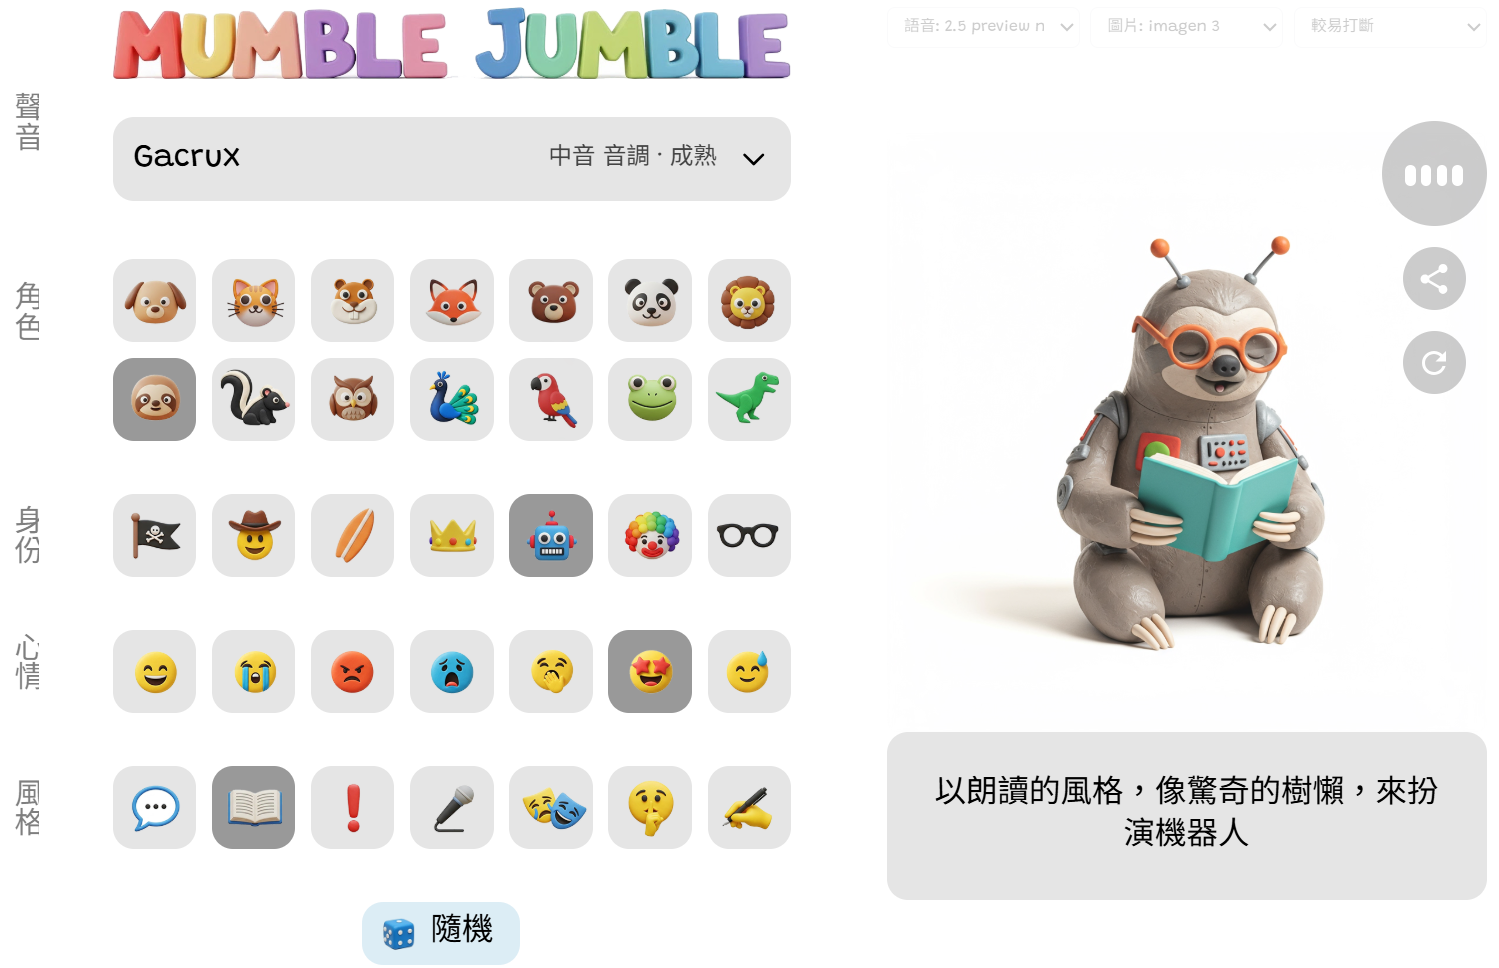 MUMBLE JUMBLE
語音: 2.5 preview n
圖片: imagen 3
較易打斷
聲音
Gacrux
中音 音調 · 成熟
角色
身份
心情
風格
以朗讀的風格，像驚奇的樹懶，來扮
演機器人
隨機